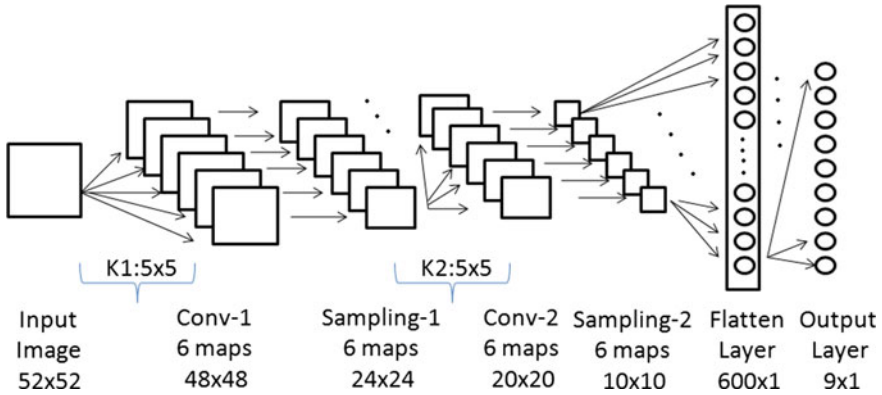 K1:5x5
K2:5x5
Input
Image
52x52
Conv-1
6 maps
48x48
Sampling-1
6 maps
24x24
Conv-2
6 maps
20x20
Sampling-2
6 maps
10x10
Flatten
Layer
600x1
Output
Layer
9x1